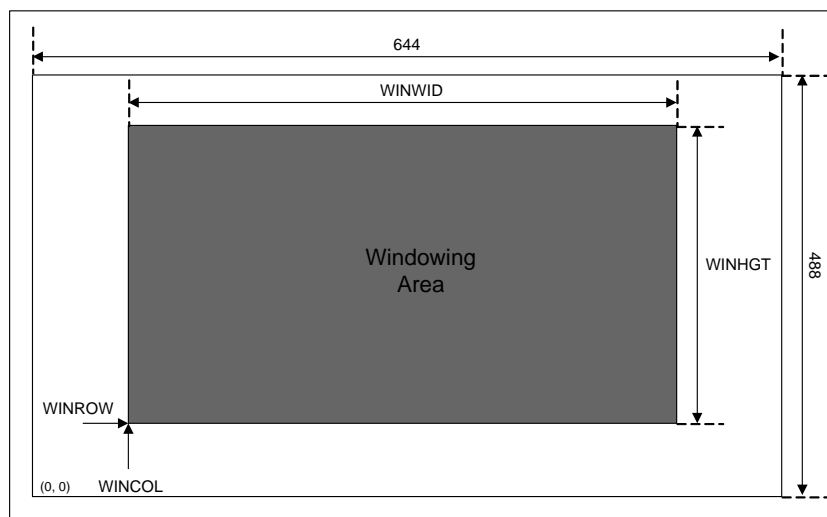 644
WINWID
Windowing
Area
WINHGT
488
WINROW
(0, 0)
WINCOL